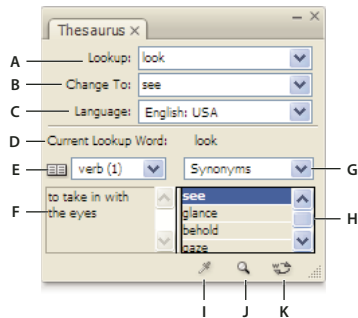 Thesaurus ×
A Lookup: look
B Change To: see
C Language: English: USA
D Current Lookup Word: look
E verb (1) Synonyms G
F to take in with the eyes
see
glance H
behold
gaze
I J K